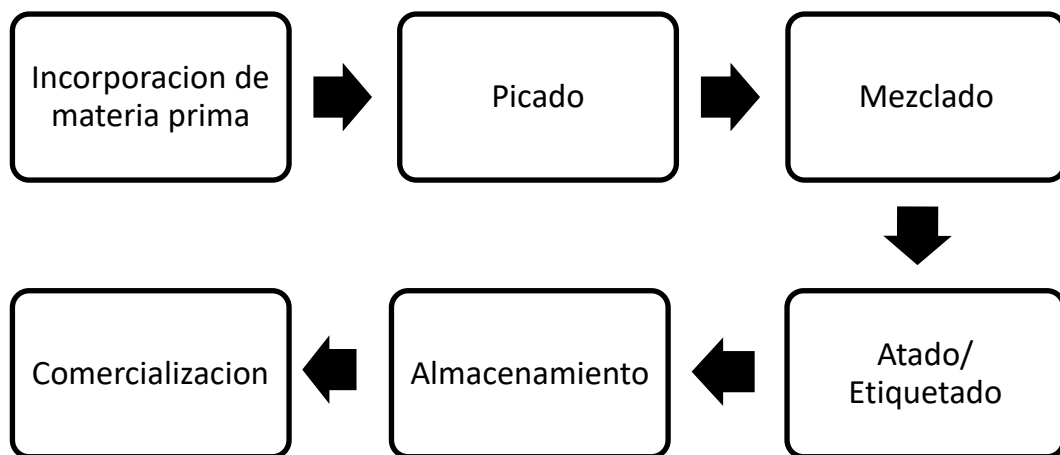 Incorporacion de
materia prima
Picado
Mezclado
Atado/
Etiquetado
Almacenamiento
Comercializacion